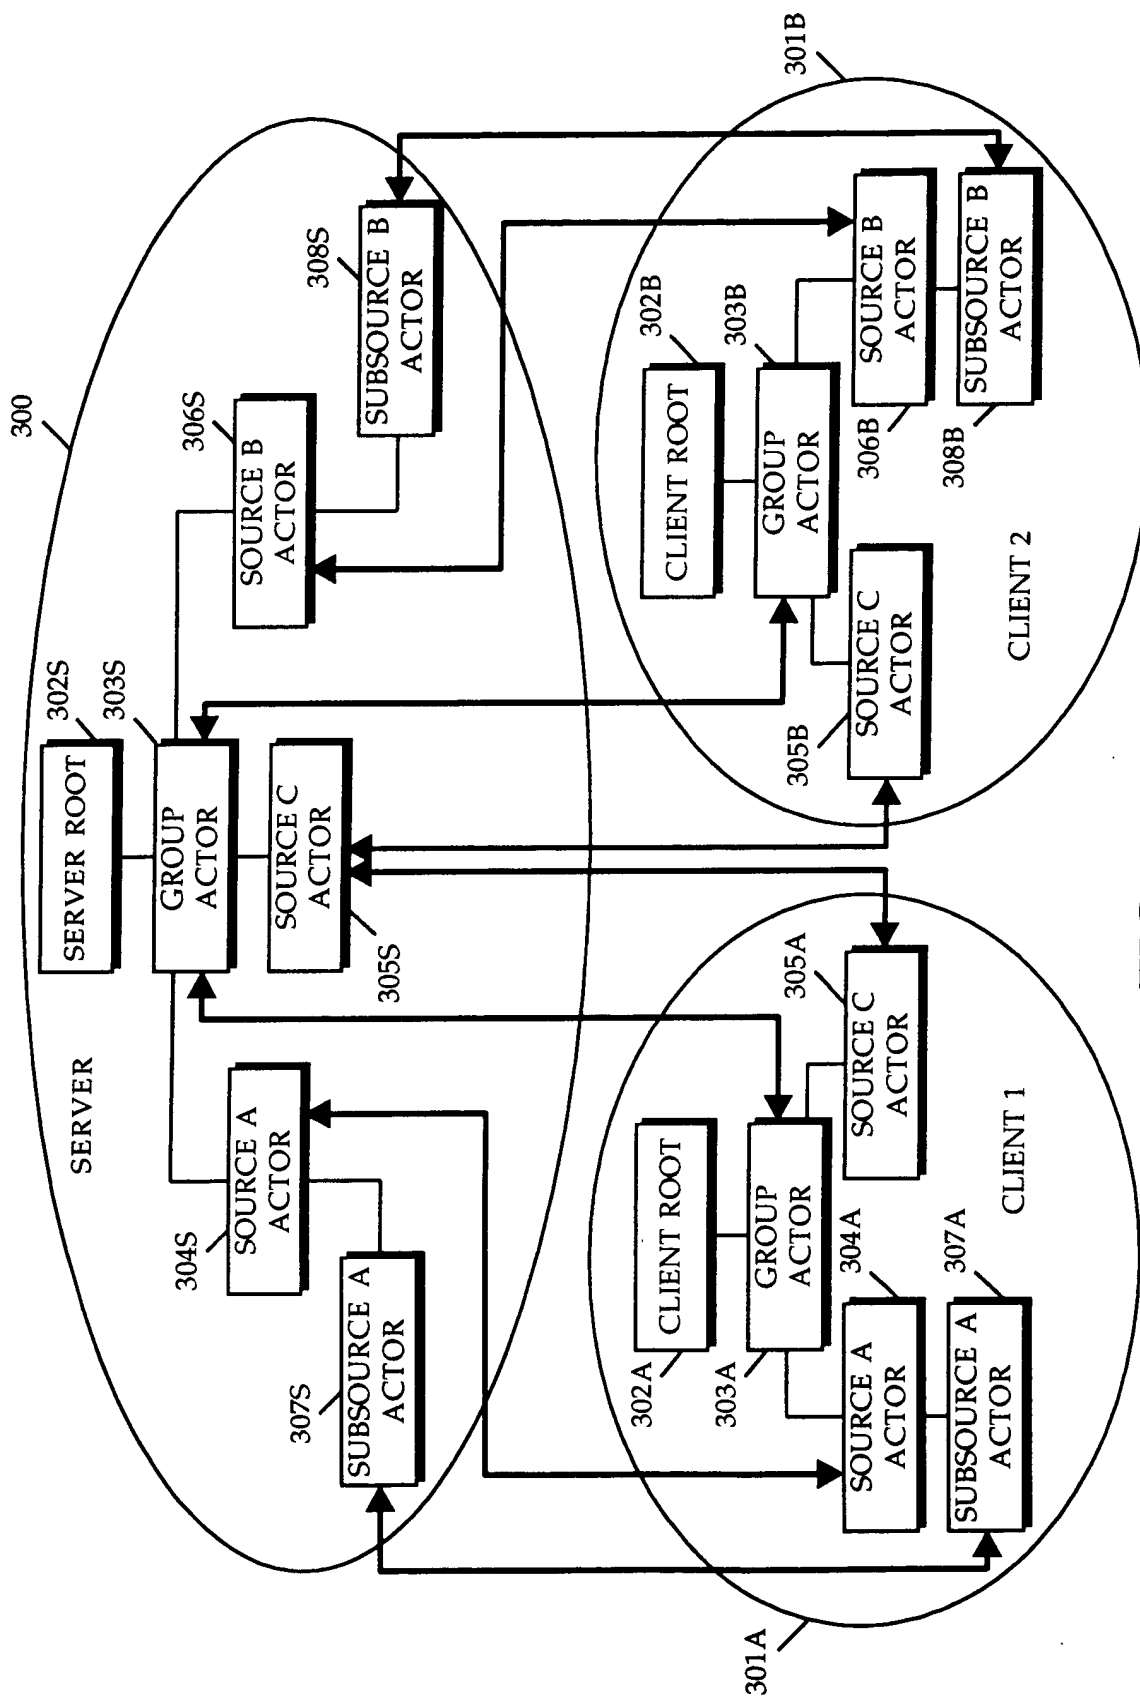 300
SERVER
SERVER ROOT
302S
GROUP
ACTOR
303S
SOURCE A
ACTOR
304S
SOURCE C
ACTOR
305S
SOURCE B
ACTOR
306S
SUBSOURCE A
ACTOR
307S
SUBSOURCE B
ACTOR
308S
301A
CLIENT ROOT
302A
GROUP
ACTOR
303A
SOURCE A
ACTOR
304A
SOURCE C
ACTOR
305A
SUBSOURCE A
ACTOR
307A
CLIENT 1
301B
CLIENT ROOT
302B
GROUP
ACTOR
303B
SOURCE C
ACTOR
305B
SOURCE B
ACTOR
306B
SUBSOURCE B
ACTOR
308B
CLIENT 2